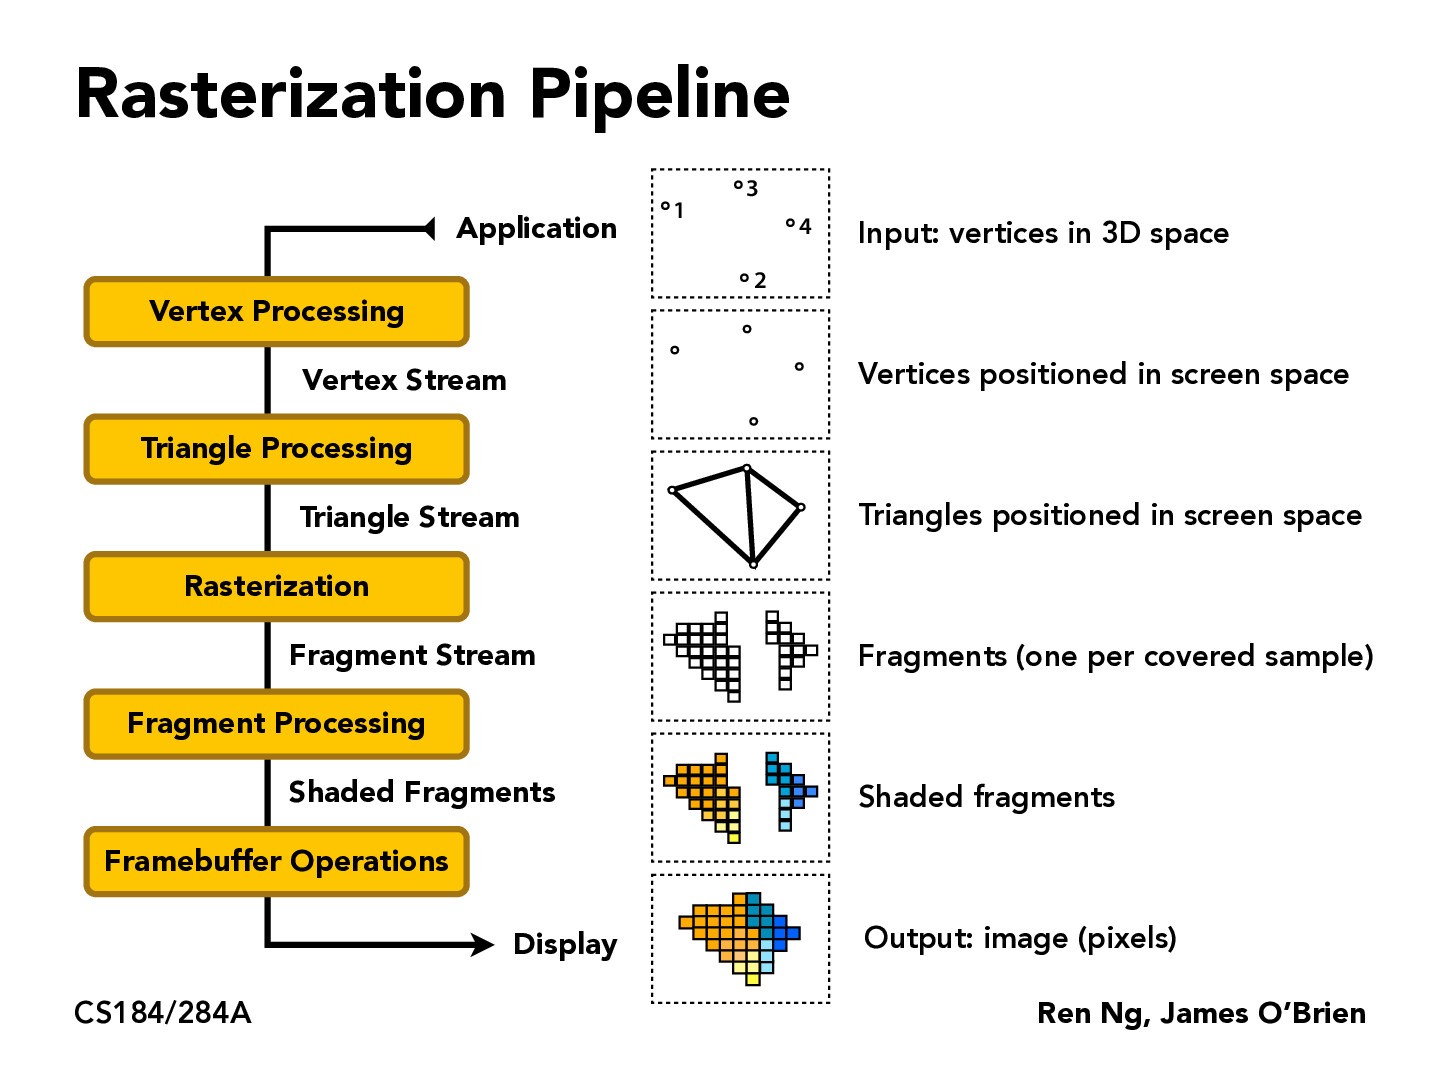 Rasterization Pipeline
Application
3
1
4
2
Input: vertices in 3D space
Vertex Processing
Vertex Stream
Vertices positioned in screen space
Triangle Processing
Triangle Stream
Triangles positioned in screen space
Rasterization
Fragment Stream
Fragments (one per covered sample)
Fragment Processing
Shaded Fragments
Shaded fragments
Framebuffer Operations
Display
Output: image (pixels)
CS184/284A
Ren Ng, James O’Brien